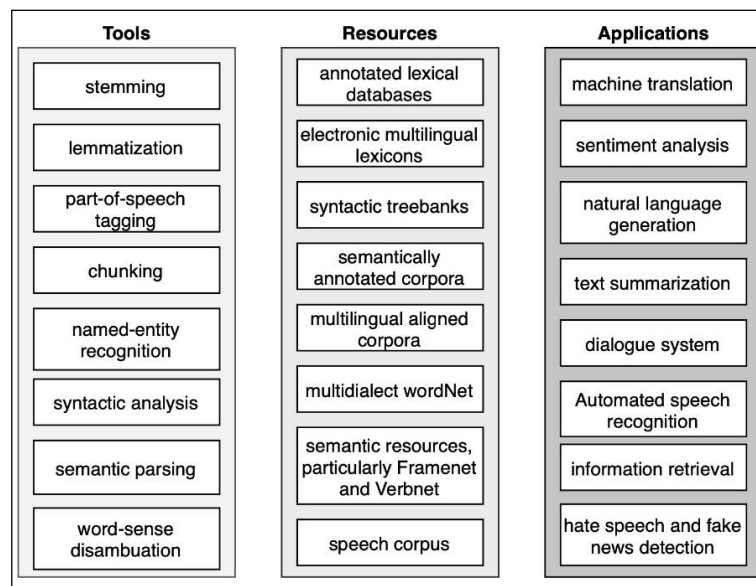 Tools
stemming
lemmatization
part-of-speech
tagging
chunking
named-entity
recognition
syntactic analysis
semantic parsing
word-sense
disambuation
Resources
annotated lexical
databases
electronic multilingual
lexicons
syntactic treebanks
semantically
annotated corpora
multilingual aligned
corpora
multidialect wordNet
semantic resources,
particularly Framenet
and Verbnet
speech corpus
Applications
machine translation
sentiment analysis
natural language
generation
text summarization
dialogue system
Automated speech
recognition
information retrieval
hate speech and fake
news detection